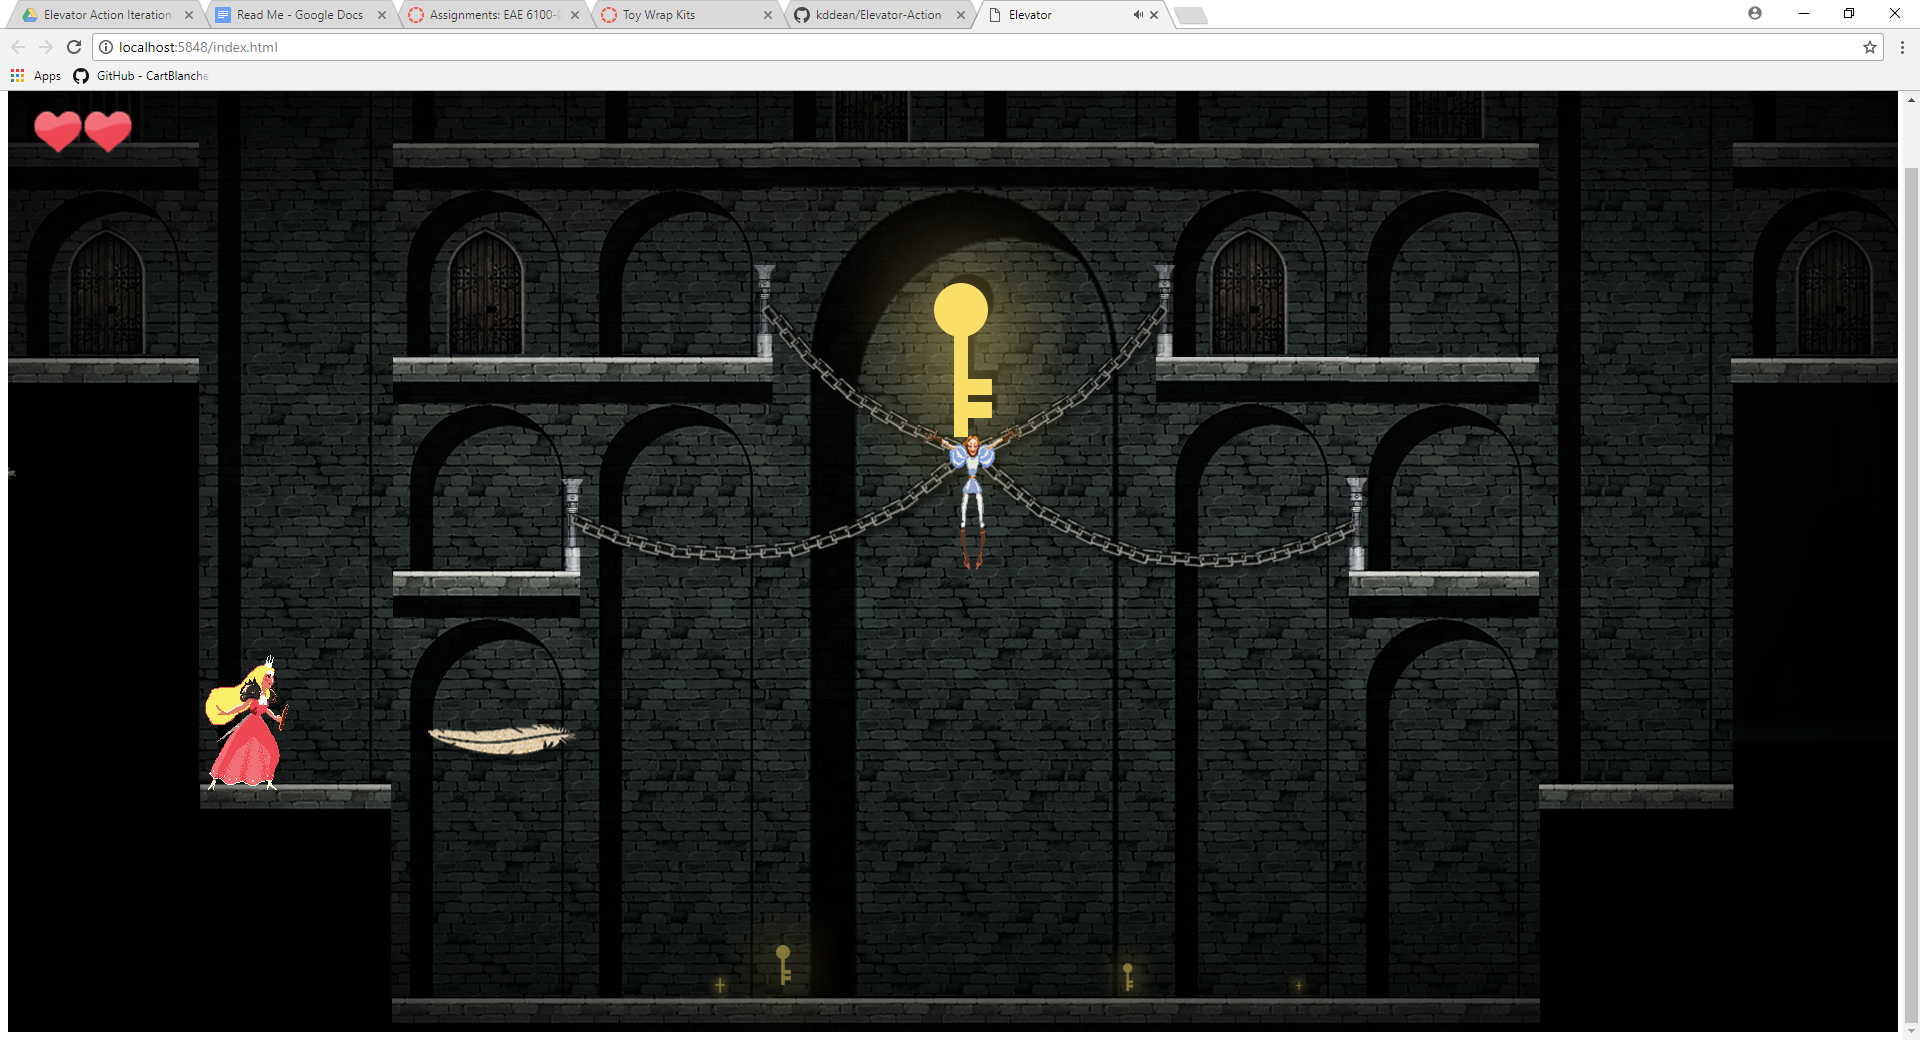 Elevator Action Iteration
Read Me - Google Docs
Assignments: EAE 6100-
Toy Wrap Kits
kddean/Elevator-Action
Elevator
localhost:5848/index.html
Apps
GitHub - CartBlanche